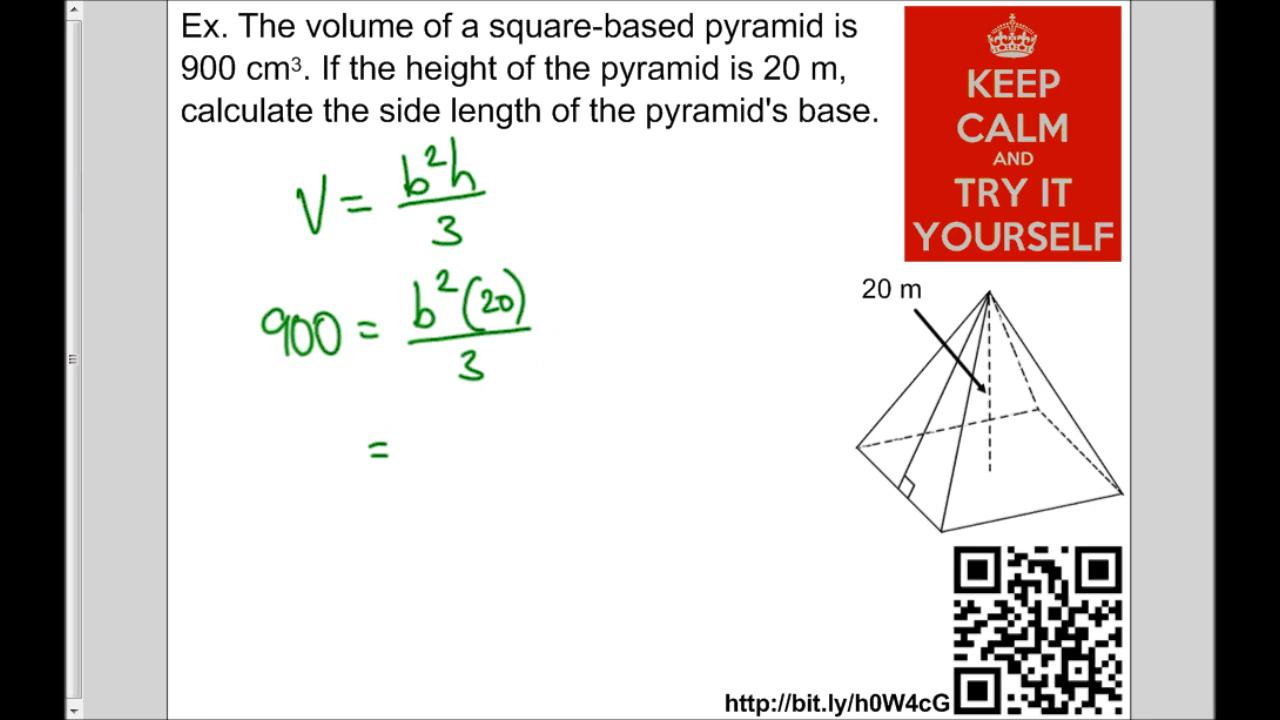 Ex. The volume of a square-based pyramid is
900 cm³. If the height of the pyramid is 20 m,
calculate the side length of the pyramid's base.
V = b²h/3
900 = b²(20)/3
=
KEEP
CALM
AND
TRY IT
YOURSELF
20 m
http://bit.ly/h0W4cG